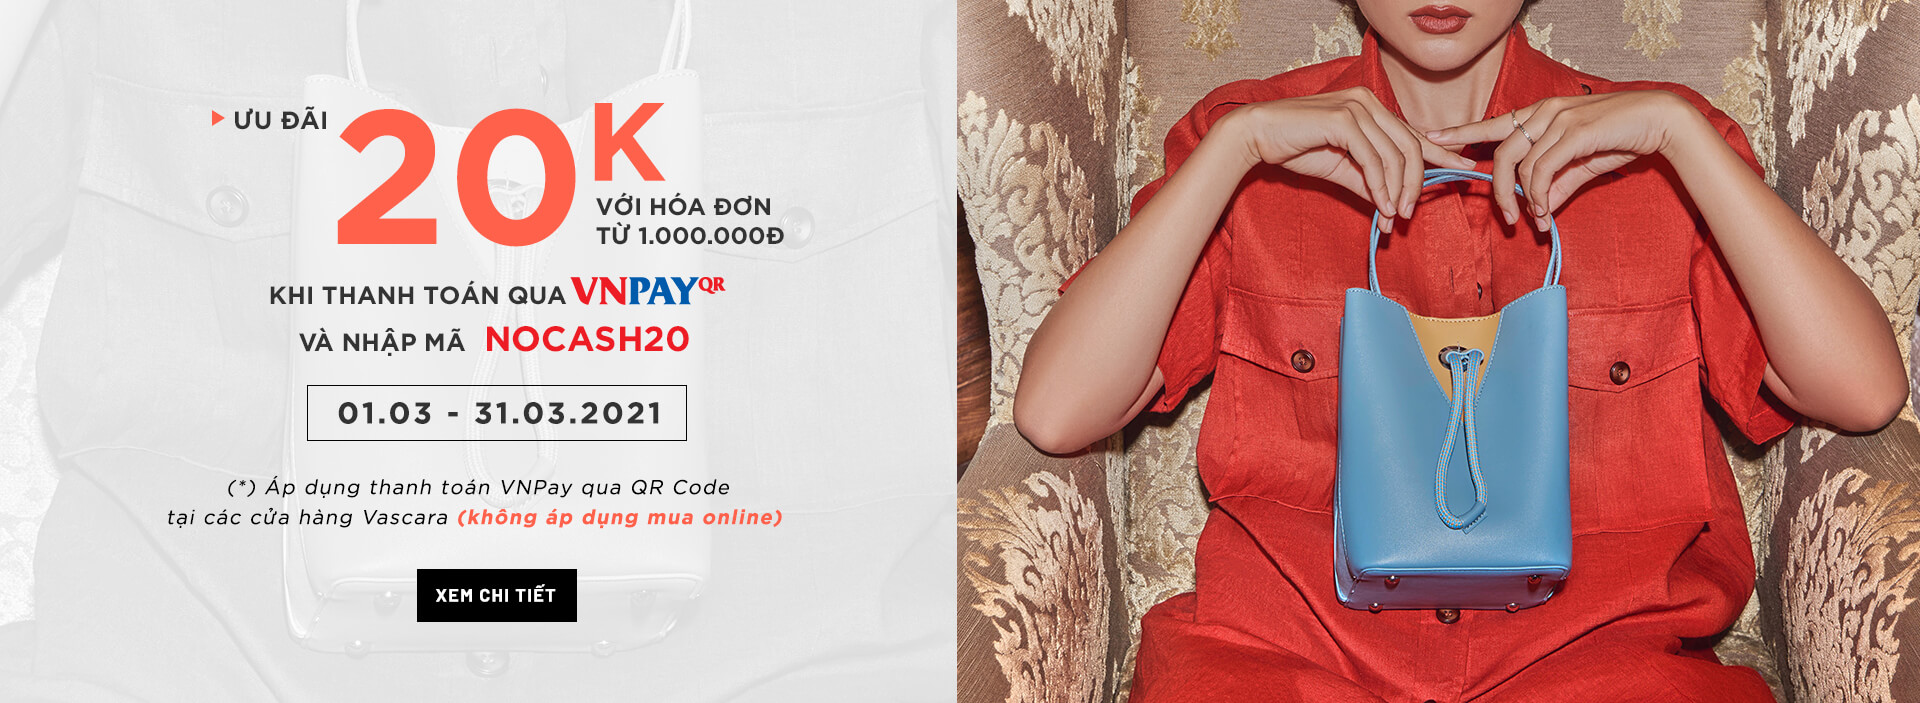 ƯU ĐÃI 20K
VỚI HÓA ĐƠN
TỪ 1.000.000Đ
KHI THANH TOÁN QUA VNPAYQR
VÀ NHẬP MÃ NOCASH20
01.03 - 31.03.2021
(*) Áp dụng thanh toán VNPay qua QR Code
tại các cửa hàng Vascara (không áp dụng mua online)
XEM CHI TIẾT